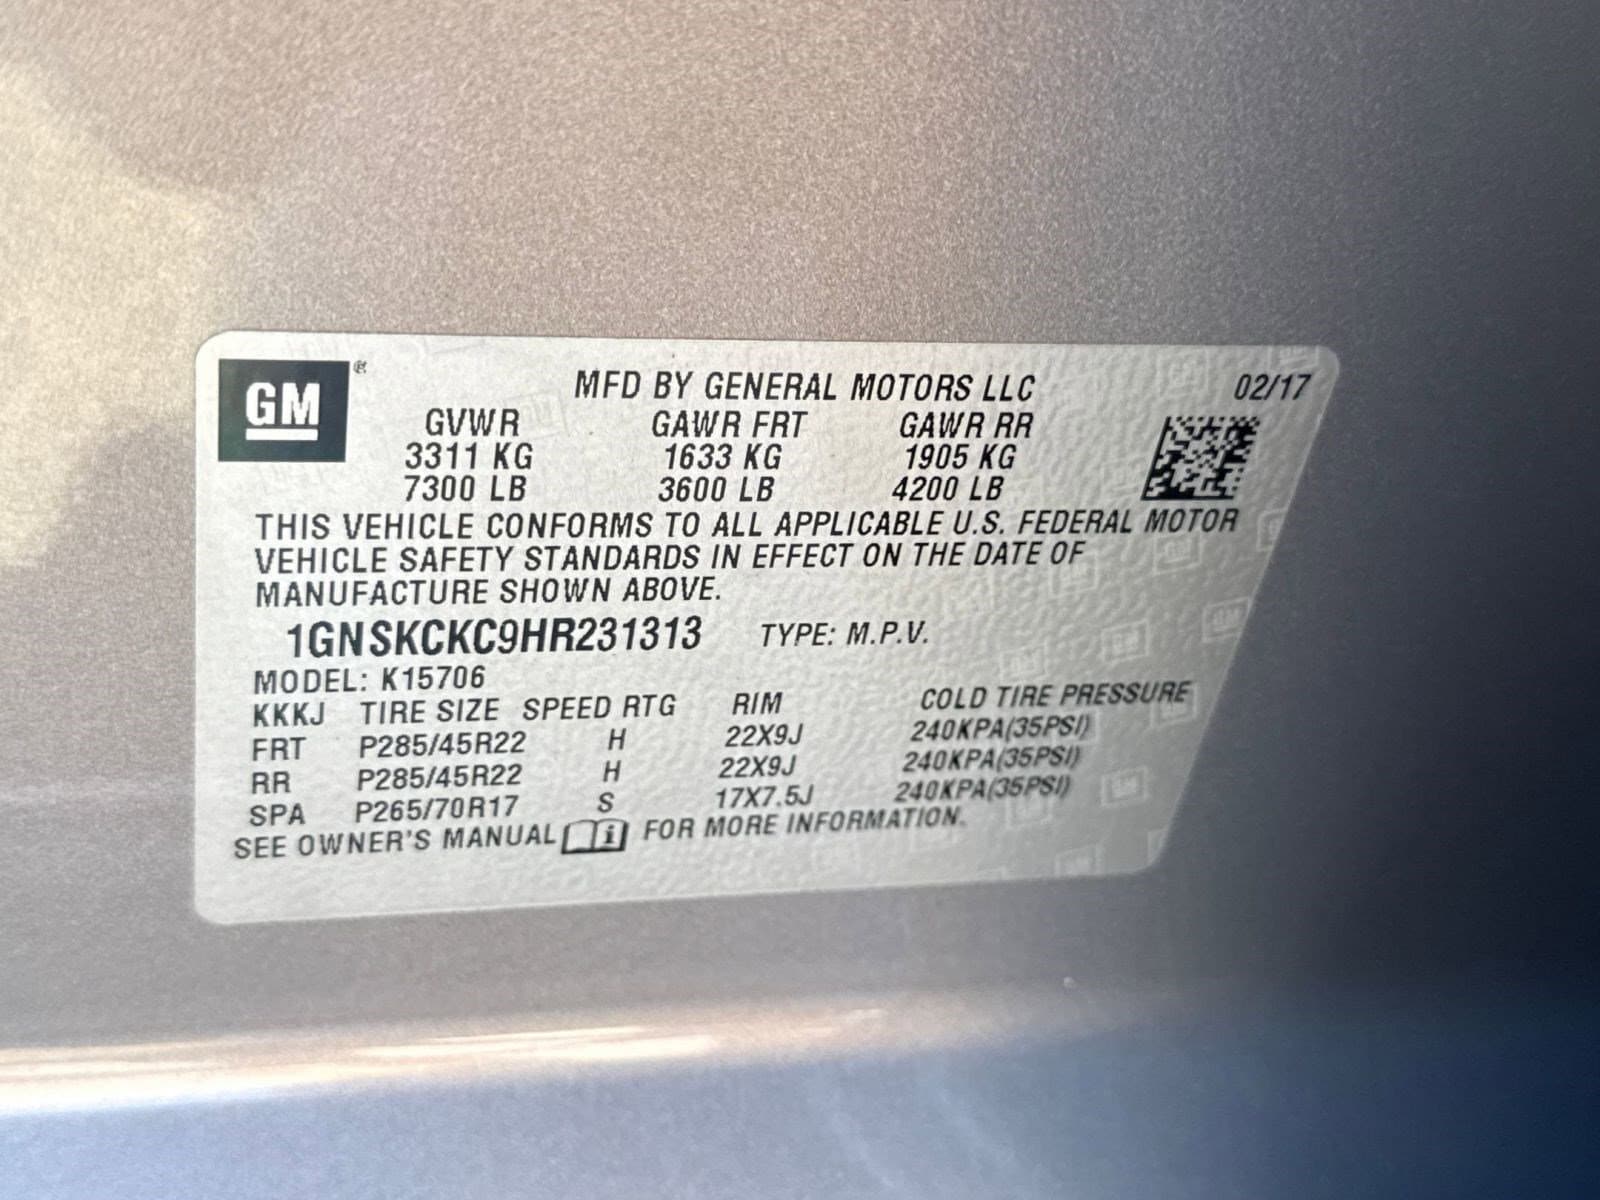 GM ®
MFD BY GENERAL MOTORS LLC 02/17
GVWR GAWR FRT GAWR RR
3311 KG 1633 KG 1905 KG
7300 LB 3600 LB 4200 LB
THIS VEHICLE CONFORMS TO ALL APPLICABLE U.S. FEDERAL MOTOR
VEHICLE SAFETY STANDARDS IN EFFECT ON THE DATE OF
MANUFACTURE SHOWN ABOVE.
1GNSKCKC9HR231313 TYPE: M.P.V.
MODEL: K15706
KKKJ TIRE SIZE SPEED RTG RIM COLD TIRE PRESSURE
FRT P285/45R22 H 22X9J 240KPA(35PSI)
RR P285/45R22 H 22X9J 240KPA(35PSI)
SPA P265/70R17 S 17X7.5J 240KPA(35PSI)
SEE OWNER'S MANUAL i FOR MORE INFORMATION.